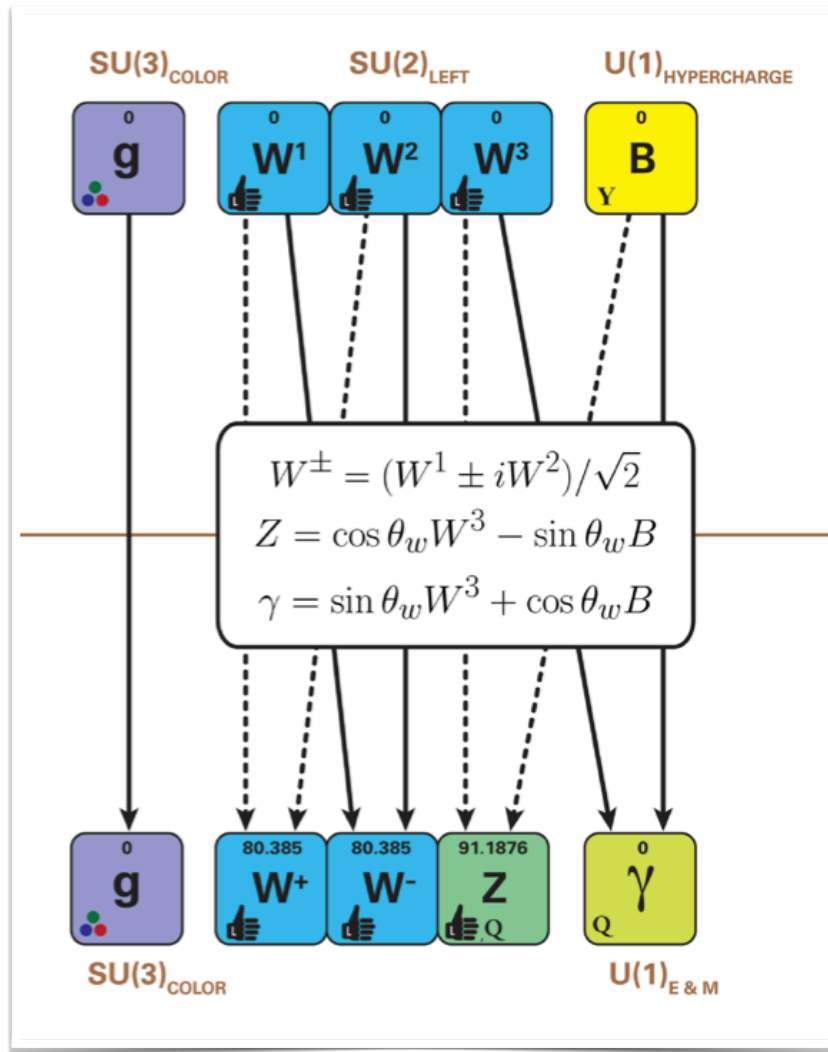 SU(3)COLOR SU(2)LEFT U(1)HYPERCHARGE
0 0 0 0 0
g W¹ W² W³ B
L L L Y
W± = (W¹ ± iW²)/√2
Z = cos θw W³ − sin θw B
γ = sin θw W³ + cos θw B
0 80.385 80.385 91.1876 0
g W⁺ W⁻ Z γ
L L L ,Q Q
SU(3)COLOR U(1)E & M